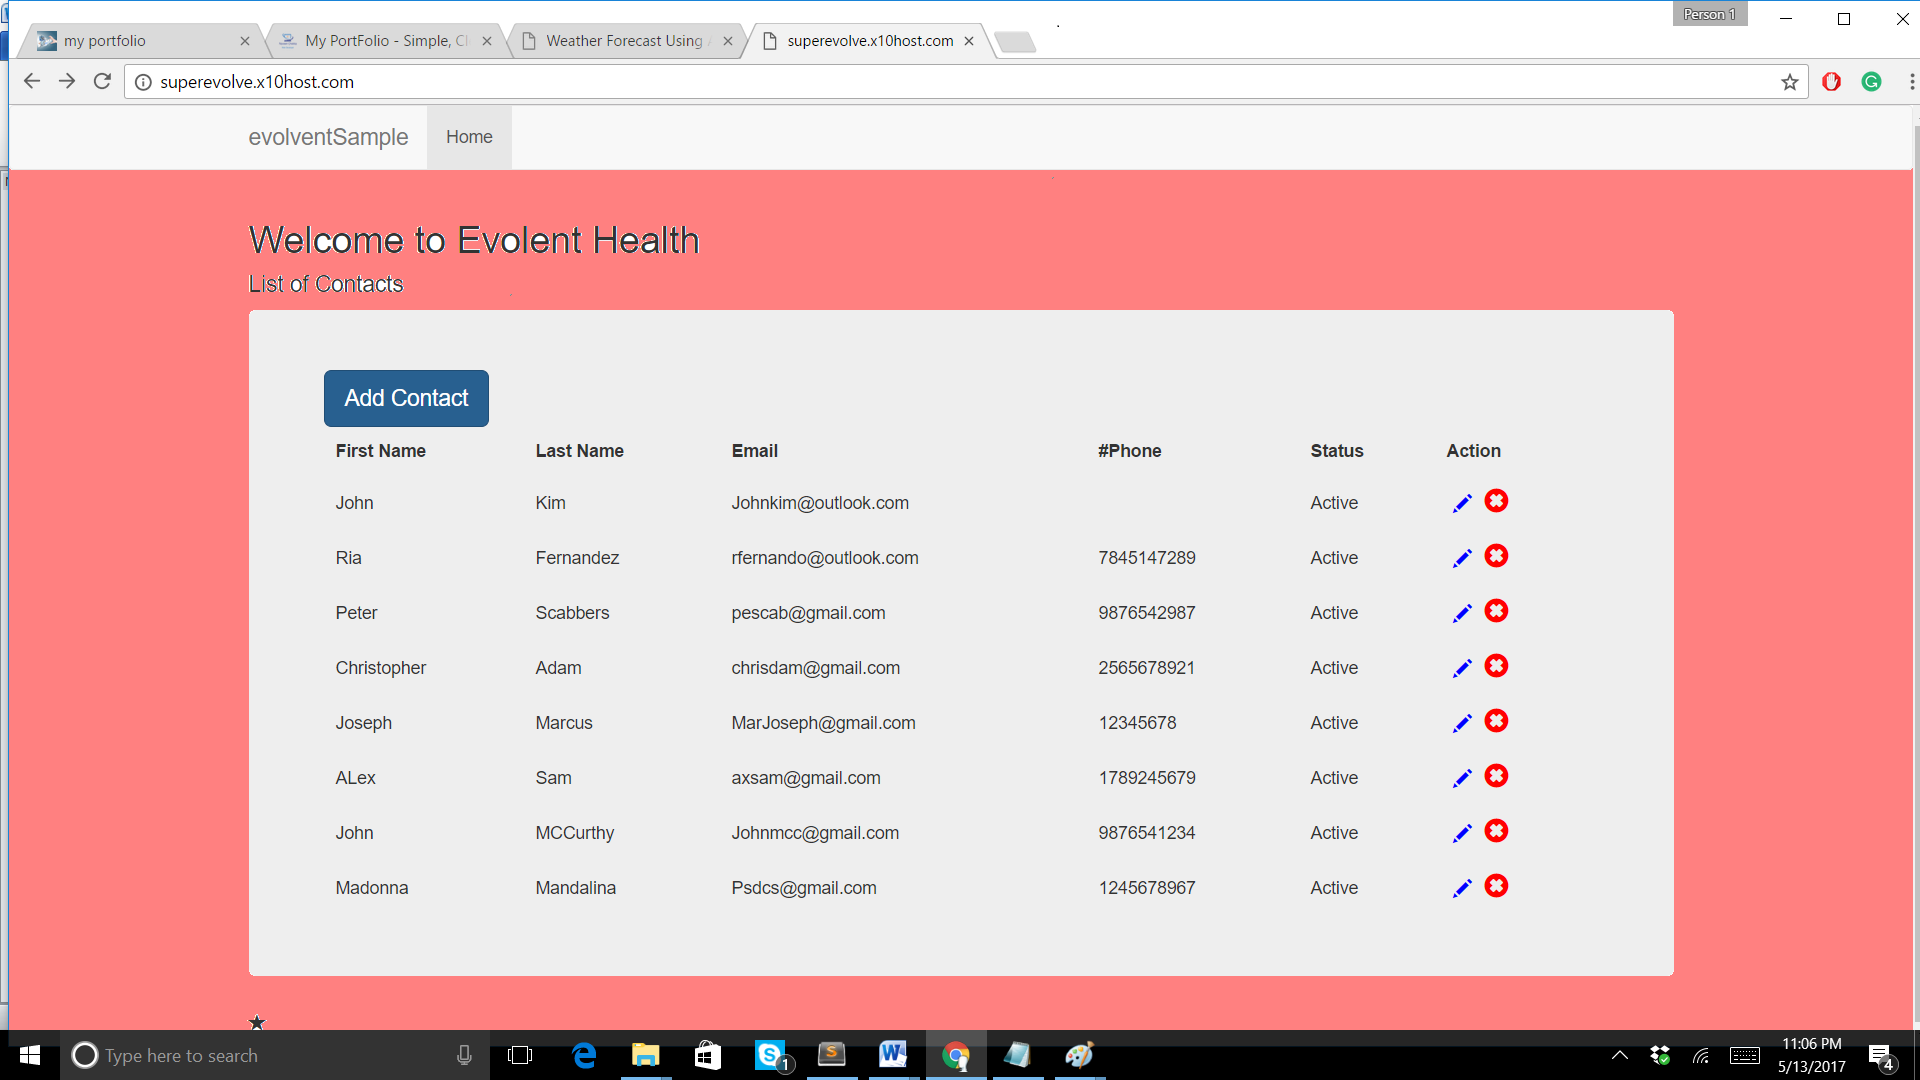 Person 1
my portfolio
My PortFolio - Simple, Cl
Weather Forecast Using
superevolve.x10host.com
superevolve.x10host.com
evolventSample Home
Welcome to Evolent Health
List of Contacts
Add Contact
First Name Last Name Email #Phone Status Action
John Kim Johnkim@outlook.com Active
Ria Fernandez rfernando@outlook.com 7845147289 Active
Peter Scabbers pescab@gmail.com 9876542987 Active
Christopher Adam chrisdam@gmail.com 2565678921 Active
Joseph Marcus MarJoseph@gmail.com 12345678 Active
ALex Sam axsam@gmail.com 1789245679 Active
John MCCurthy Johnmcc@gmail.com 9876541234 Active
Madonna Mandalina Psdcs@gmail.com 1245678967 Active
Type here to search
1
11:06 PM
5/13/2017
4